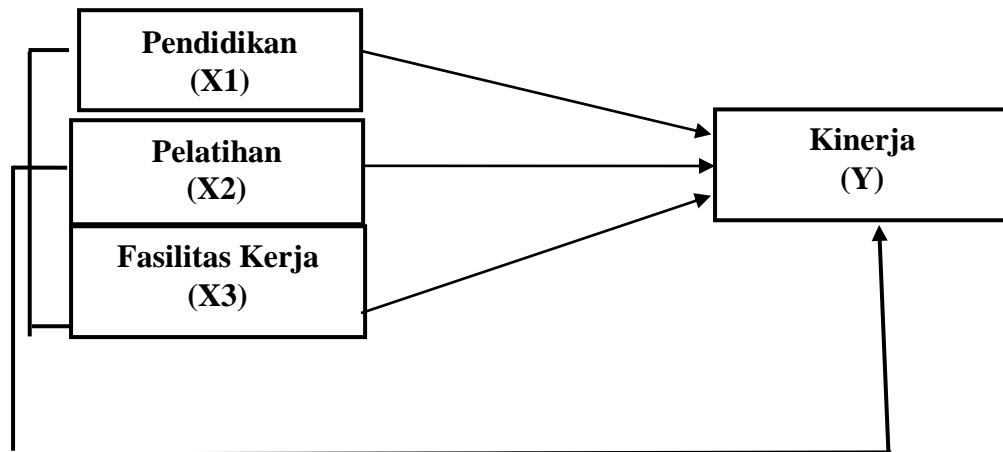 Pendidikan
(X1)
Pelatihan
(X2)
Fasilitas Kerja
(X3)
Kinerja
(Y)